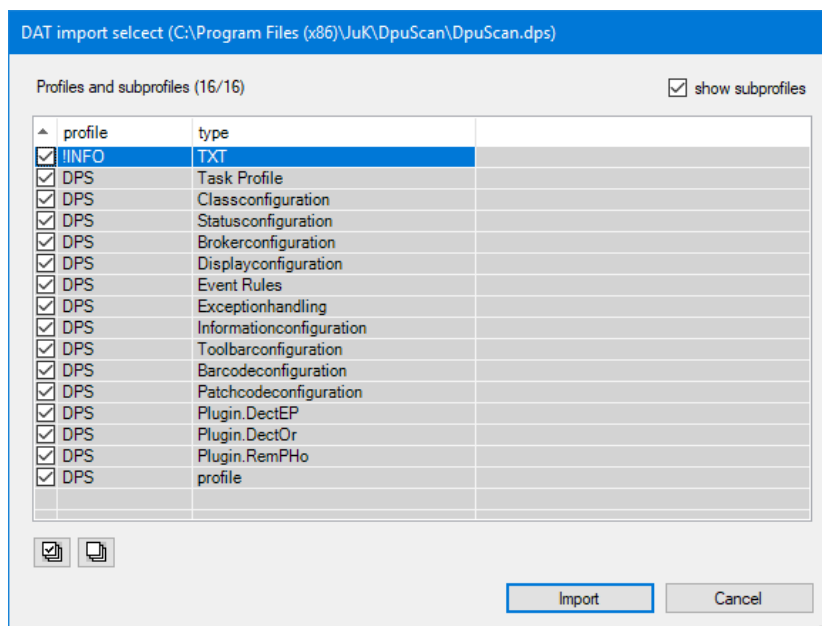 DAT import selcect (C:\Program Files (x86)\JuK\DpuScan\DpuScan.dps)
Profiles and subprofiles (16/16) show subprofiles
profile type
!INFO TXT
DPS Task Profile
DPS Classconfiguration
DPS Statusconfiguration
DPS Brokerconfiguration
DPS Displayconfiguration
DPS Event Rules
DPS Exceptionhandling
DPS Informationconfiguration
DPS Toolbarconfiguration
DPS Barcodeconfiguration
DPS Patchcodeconfiguration
DPS Plugin.DectEP
DPS Plugin.DectOr
DPS Plugin.RemPHo
DPS profile
Import Cancel